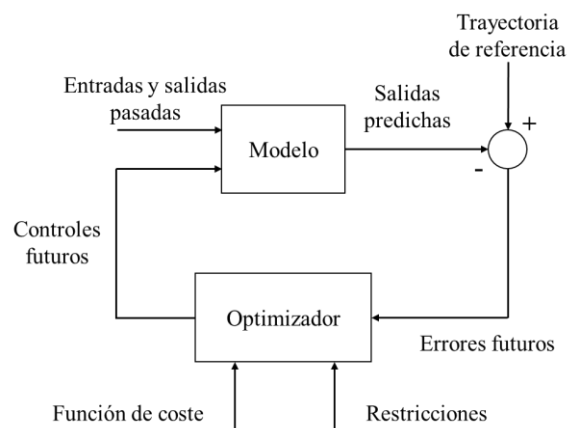 Trayectoria
de referencia
Entradas y salidas
pasadas
Salidas
predichas
+
Modelo
-
Controles
futuros
Optimizador
Errores futuros
Función de coste
Restricciones